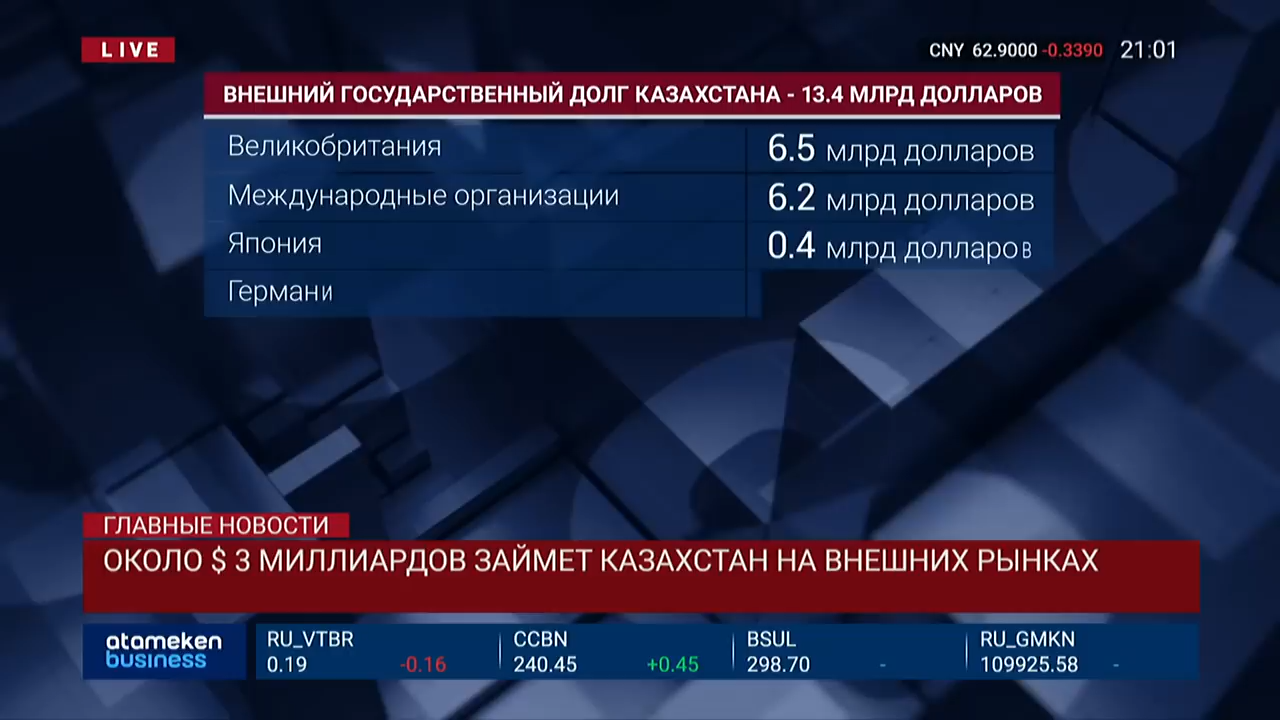 LIVE
CNY 62.9000 -0.3390 21:01
ВНЕШНИЙ ГОСУДАРСТВЕННЫЙ ДОЛГ КАЗАХСТАНА - 13.4 МЛРД ДОЛЛАРОВ
Великобритания 6.5 млрд долларов
Международные организации 6.2 млрд долларов
Япония 0.4 млрд долларов
Германи
ГЛАВНЫЕ НОВОСТИ
ОКОЛО $ 3 МИЛЛИАРДОВ ЗАЙМЕТ КАЗАХСТАН НА ВНЕШНИХ РЫНКАХ
atameken
business
RU_VTBR CCBN BSUL RU_GMKN
0.19 -0.16 240.45 +0.45 298.70 - 109925.58 -